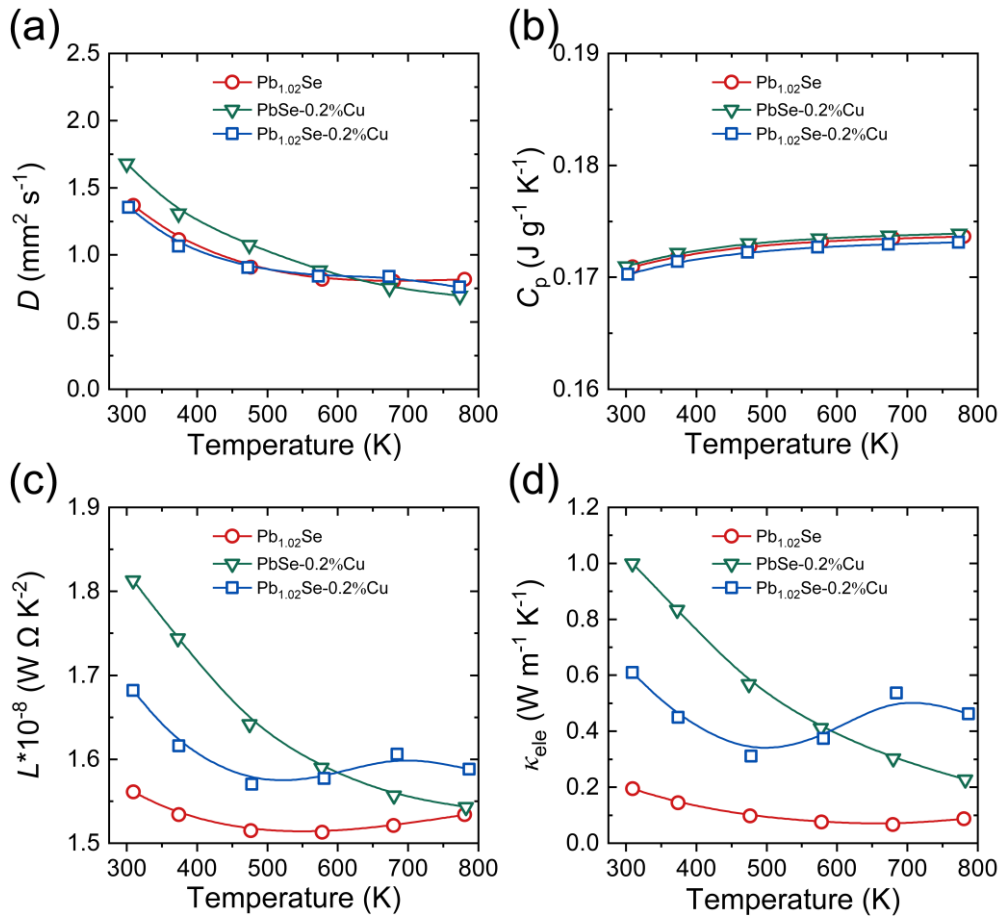 (a)
2.5
2.0
1.5
1.0
0.5
0.0
D (mm² s⁻¹)
Pb₁.₀₂Se
PbSe-0.2%Cu
Pb₁.₀₂Se-0.2%Cu
300 400 500 600 700 800
Temperature (K)
(b)
0.19
0.18
0.17
0.16
Cₚ (J g⁻¹ K⁻¹)
Pb₁.₀₂Se
PbSe-0.2%Cu
Pb₁.₀₂Se-0.2%Cu
300 400 500 600 700 800
Temperature (K)
(c)
1.9
1.8
1.7
1.6
1.5
L*10⁻⁸ (W Ω K⁻²)
Pb₁.₀₂Se
PbSe-0.2%Cu
Pb₁.₀₂Se-0.2%Cu
300 400 500 600 700 800
Temperature (K)
(d)
1.2
1.0
0.8
0.6
0.4
0.2
0.0
κₑₗₑ (W m⁻¹ K⁻¹)
Pb₁.₀₂Se
PbSe-0.2%Cu
Pb₁.₀₂Se-0.2%Cu
300 400 500 600 700 800
Temperature (K)